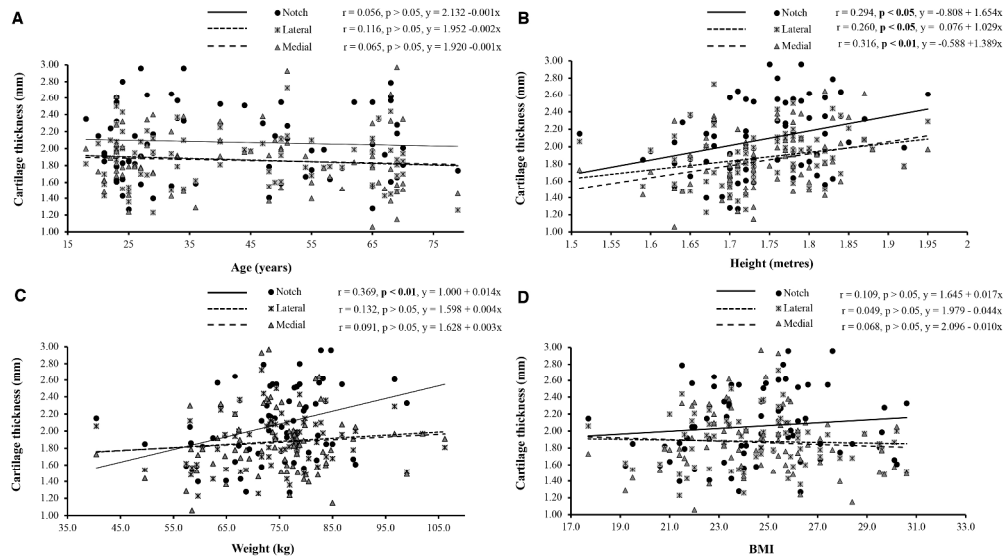 A
Notch r = 0.056, p > 0.05, y = 2.132 -0.001x
Lateral r = 0.116, p > 0.05, y = 1.952 -0.002x
Medial r = 0.065, p > 0.05, y = 1.920 -0.001x
Cartilage thickness (mm)
3.00
2.80
2.60
2.40
2.20
2.00
1.80
1.60
1.40
1.20
1.00
15 25 35 45 55 65 75
Age (years)
B
Notch r = 0.294, p < 0.05, y = -0.808 + 1.654x
Lateral r = 0.260, p < 0.05, y = 0.076 + 1.029x
Medial r = 0.316, p < 0.01, y = -0.588 +1.389x
Cartilage thickness (mm)
3.00
2.80
2.60
2.40
2.20
2.00
1.80
1.60
1.40
1.20
1.00
1.5 1.55 1.6 1.65 1.7 1.75 1.8 1.85 1.9 1.95 2
Height (metres)
C
Notch r = 0.369, p < 0.01, y = 1.000 + 0.014x
Lateral r = 0.132, p > 0.05, y = 1.598 + 0.004x
Medial r = 0.091, p > 0.05, y = 1.628 + 0.003x
Cartilage thickness (mm)
3.00
2.80
2.60
2.40
2.20
2.00
1.80
1.60
1.40
1.20
1.00
35.0 45.0 55.0 65.0 75.0 85.0 95.0 105.0
Weight (kg)
D
Notch r = 0.109, p > 0.05, y = 1.645 + 0.017x
Lateral r = 0.049, p > 0.05, y = 1.979 - 0.044x
Medial r = 0.068, p > 0.05, y = 2.096 - 0.010x
Cartilage thickness (mm)
3.00
2.80
2.60
2.40
2.20
2.00
1.80
1.60
1.40
1.20
1.00
17.0 19.0 21.0 23.0 25.0 27.0 29.0 31.0 33.0
BMI